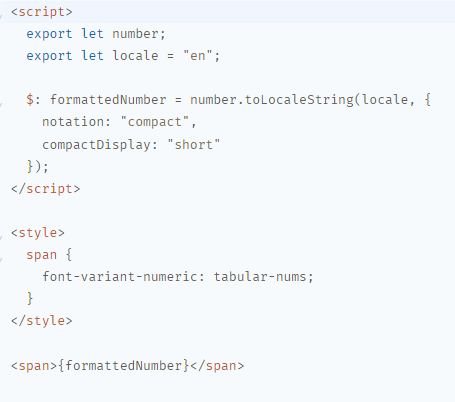 <script>
  export let number;
  export let locale = "en";

  $: formattedNumber = number.toLocaleString(locale, {
    notation: "compact",
    compactDisplay: "short"
  });
</script>

<style>
  span {
    font-variant-numeric: tabular-nums;
  }
</style>

<span>{formattedNumber}</span>